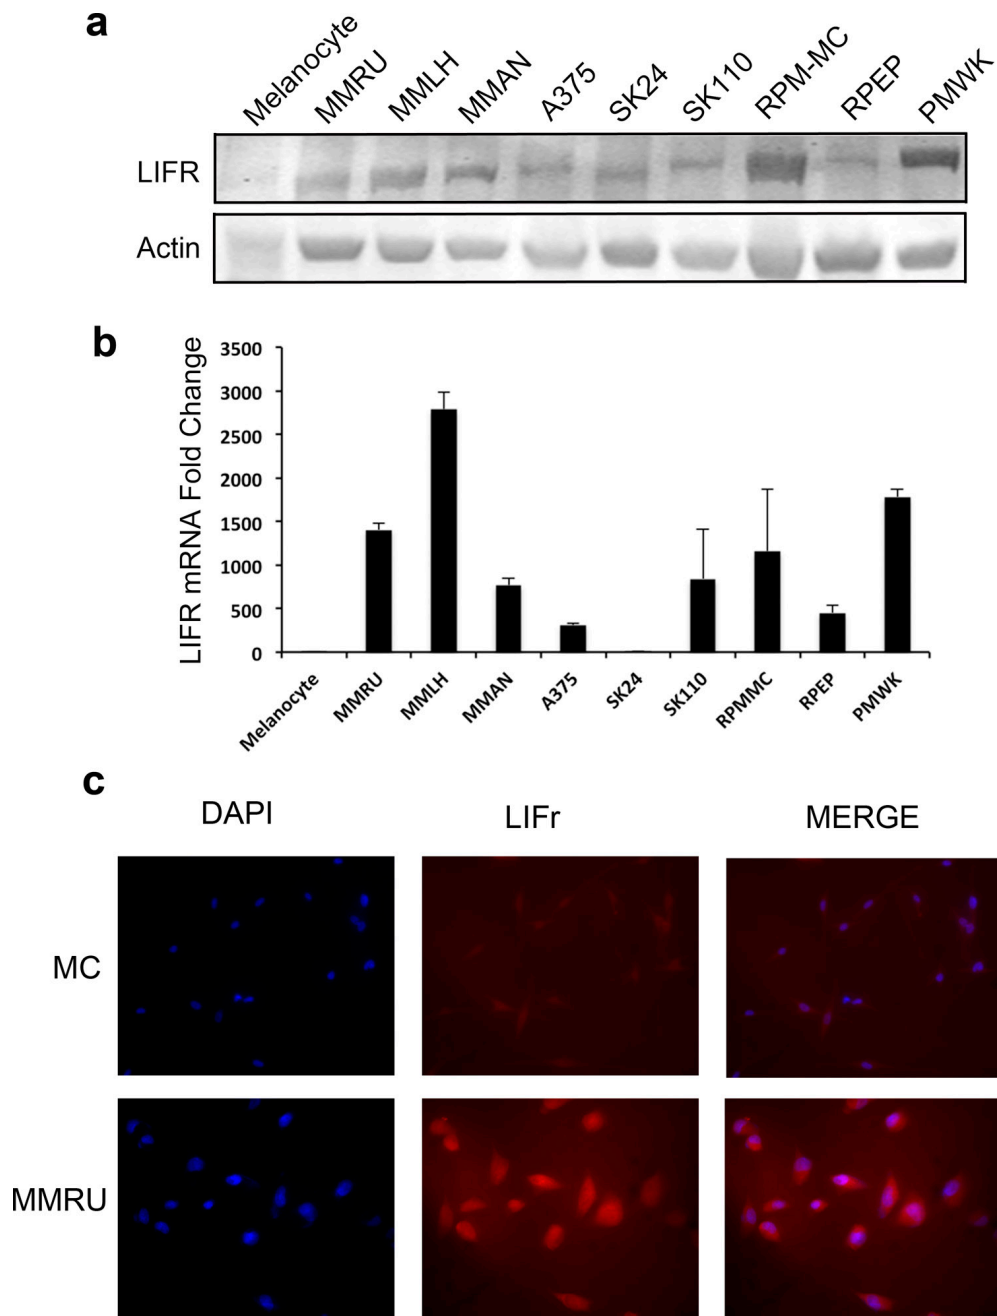 a
Melanocyte MMRU MMLH MMAN A375 SK24 SK110 RPM-MC RPEP PMWK
LIFR
Actin
b
LIFR mRNA Fold Change
3500
3000
2500
2000
1500
1000
500
0
Melanocyte MMRU MMLH MMAN A375 SK24 SK110 RPMMC RPEP PMWK
c
DAPI LIFr MERGE
MC
MMRU